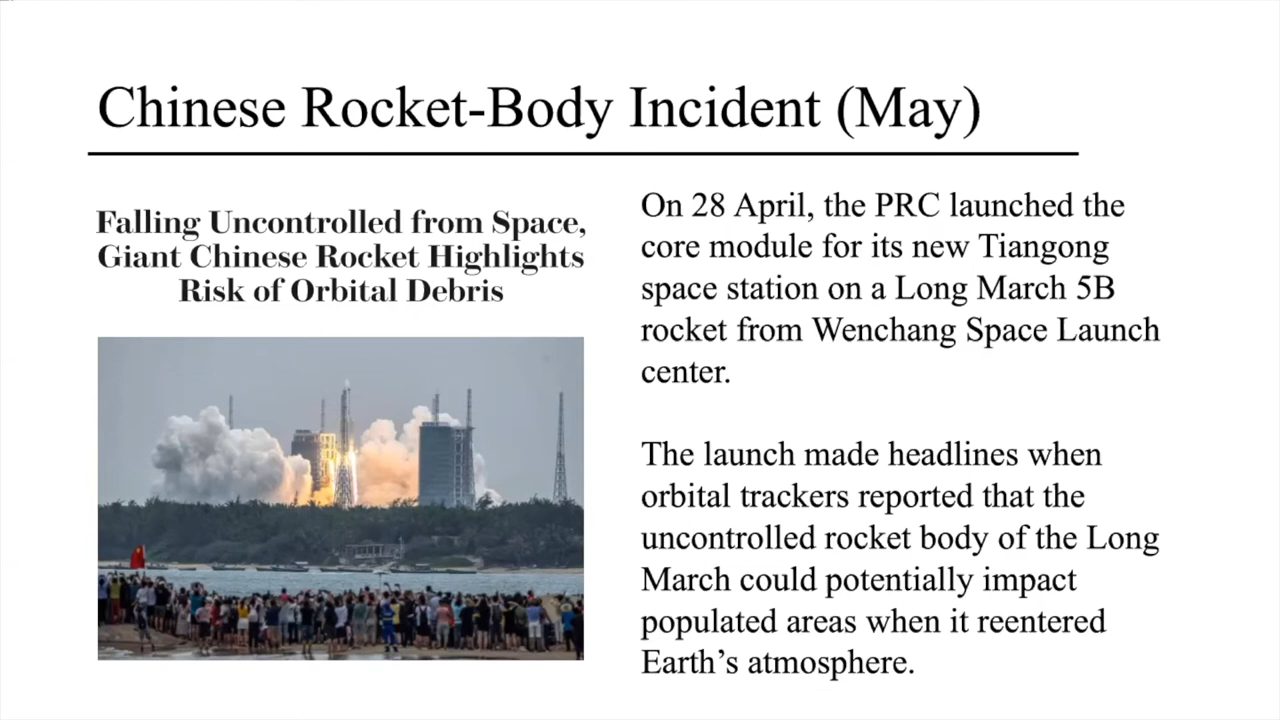 Chinese Rocket-Body Incident (May)
Falling Uncontrolled from Space,
Giant Chinese Rocket Highlights
Risk of Orbital Debris
On 28 April, the PRC launched the
core module for its new Tiangong
space station on a Long March 5B
rocket from Wenchang Space Launch
center.
The launch made headlines when
orbital trackers reported that the
uncontrolled rocket body of the Long
March could potentially impact
populated areas when it reentered
Earth’s atmosphere.